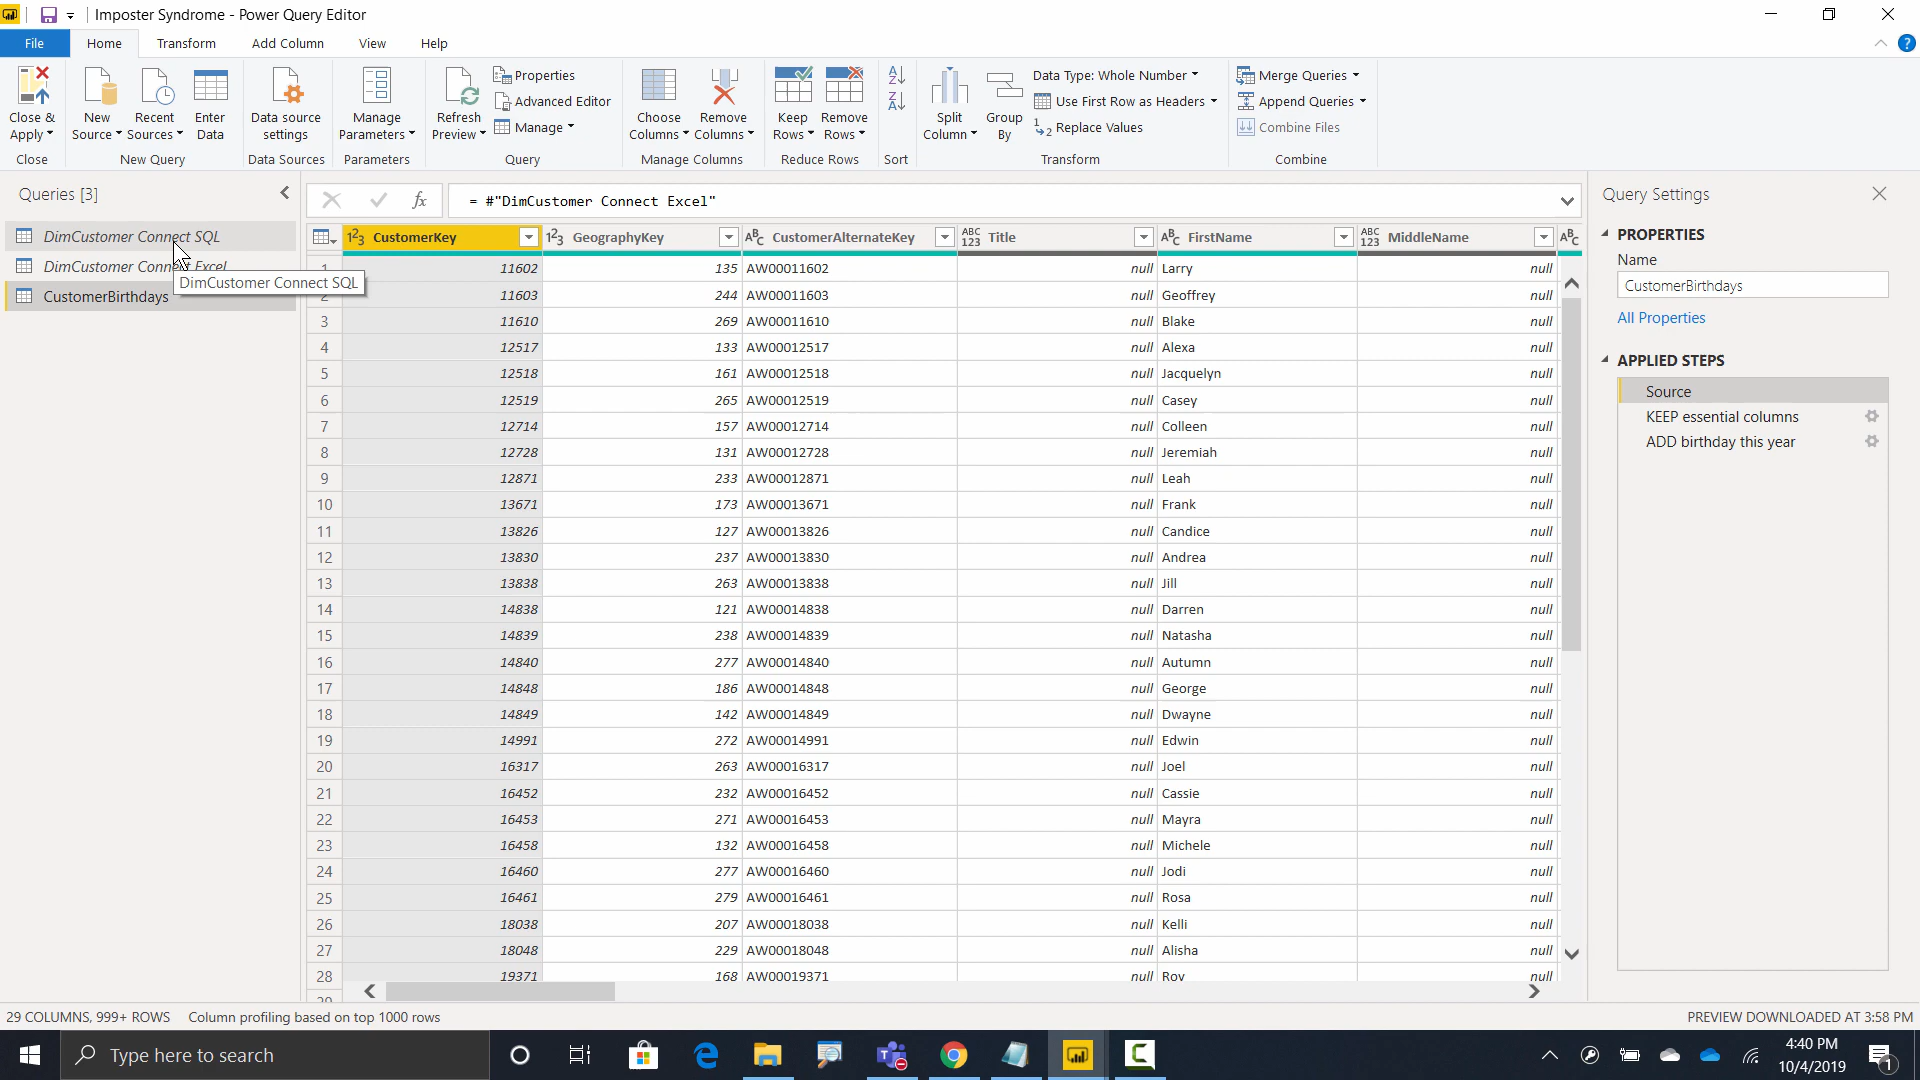 Imposter Syndrome - Power Query Editor
File Home Transform Add Column View Help
Close & Apply
New Source
Recent Sources
Enter Data
Data source settings
Manage Parameters
Refresh Preview
Properties
Advanced Editor
Manage
Choose Columns
Remove Columns
Keep Rows
Remove Rows
Split Column
Group By
Data Type: Whole Number
Use First Row as Headers
Replace Values
Merge Queries
Append Queries
Combine Files
Close New Query Data Sources Parameters Query Manage Columns Reduce Rows Sort Transform Combine
Queries [3]
DimCustomer Connect SQL
DimCustomer Connect Excel
DimCustomer Connect SQL
CustomerBirthdays
= #"DimCustomer Connect Excel"
CustomerKey GeographyKey CustomerAlternateKey Title FirstName MiddleName
1 11602 135 AW00011602 null Larry null
2 11603 244 AW00011603 null Geoffrey null
3 11610 269 AW00011610 null Blake null
4 12517 133 AW00012517 null Alexa null
5 12518 161 AW00012518 null Jacquelyn null
6 12519 265 AW00012519 null Casey null
7 12714 157 AW00012714 null Colleen null
8 12728 131 AW00012728 null Jeremiah null
9 12871 233 AW00012871 null Leah null
10 13671 173 AW00013671 null Frank null
11 13826 127 AW00013826 null Candice null
12 13830 237 AW00013830 null Andrea null
13 13838 263 AW00013838 null Jill null
14 14838 121 AW00014838 null Darren null
15 14839 238 AW00014839 null Natasha null
16 14840 277 AW00014840 null Autumn null
17 14848 186 AW00014848 null George null
18 14849 142 AW00014849 null Dwayne null
19 14991 272 AW00014991 null Edwin null
20 16317 263 AW00016317 null Joel null
21 16452 232 AW00016452 null Cassie null
22 16453 271 AW00016453 null Mayra null
23 16458 132 AW00016458 null Michele null
24 16460 277 AW00016460 null Jodi null
25 16461 279 AW00016461 null Rosa null
26 18038 207 AW00018038 null Kelli null
27 18048 229 AW00018048 null Alisha null
28 19371 168 AW00019371 null Roy null
29
Query Settings
PROPERTIES
Name
CustomerBirthdays
All Properties
APPLIED STEPS
Source
KEEP essential columns
ADD birthday this year
29 COLUMNS, 999+ ROWS Column profiling based on top 1000 rows PREVIEW DOWNLOADED AT 3:58 PM
Type here to search
4:40 PM
10/4/2019
1